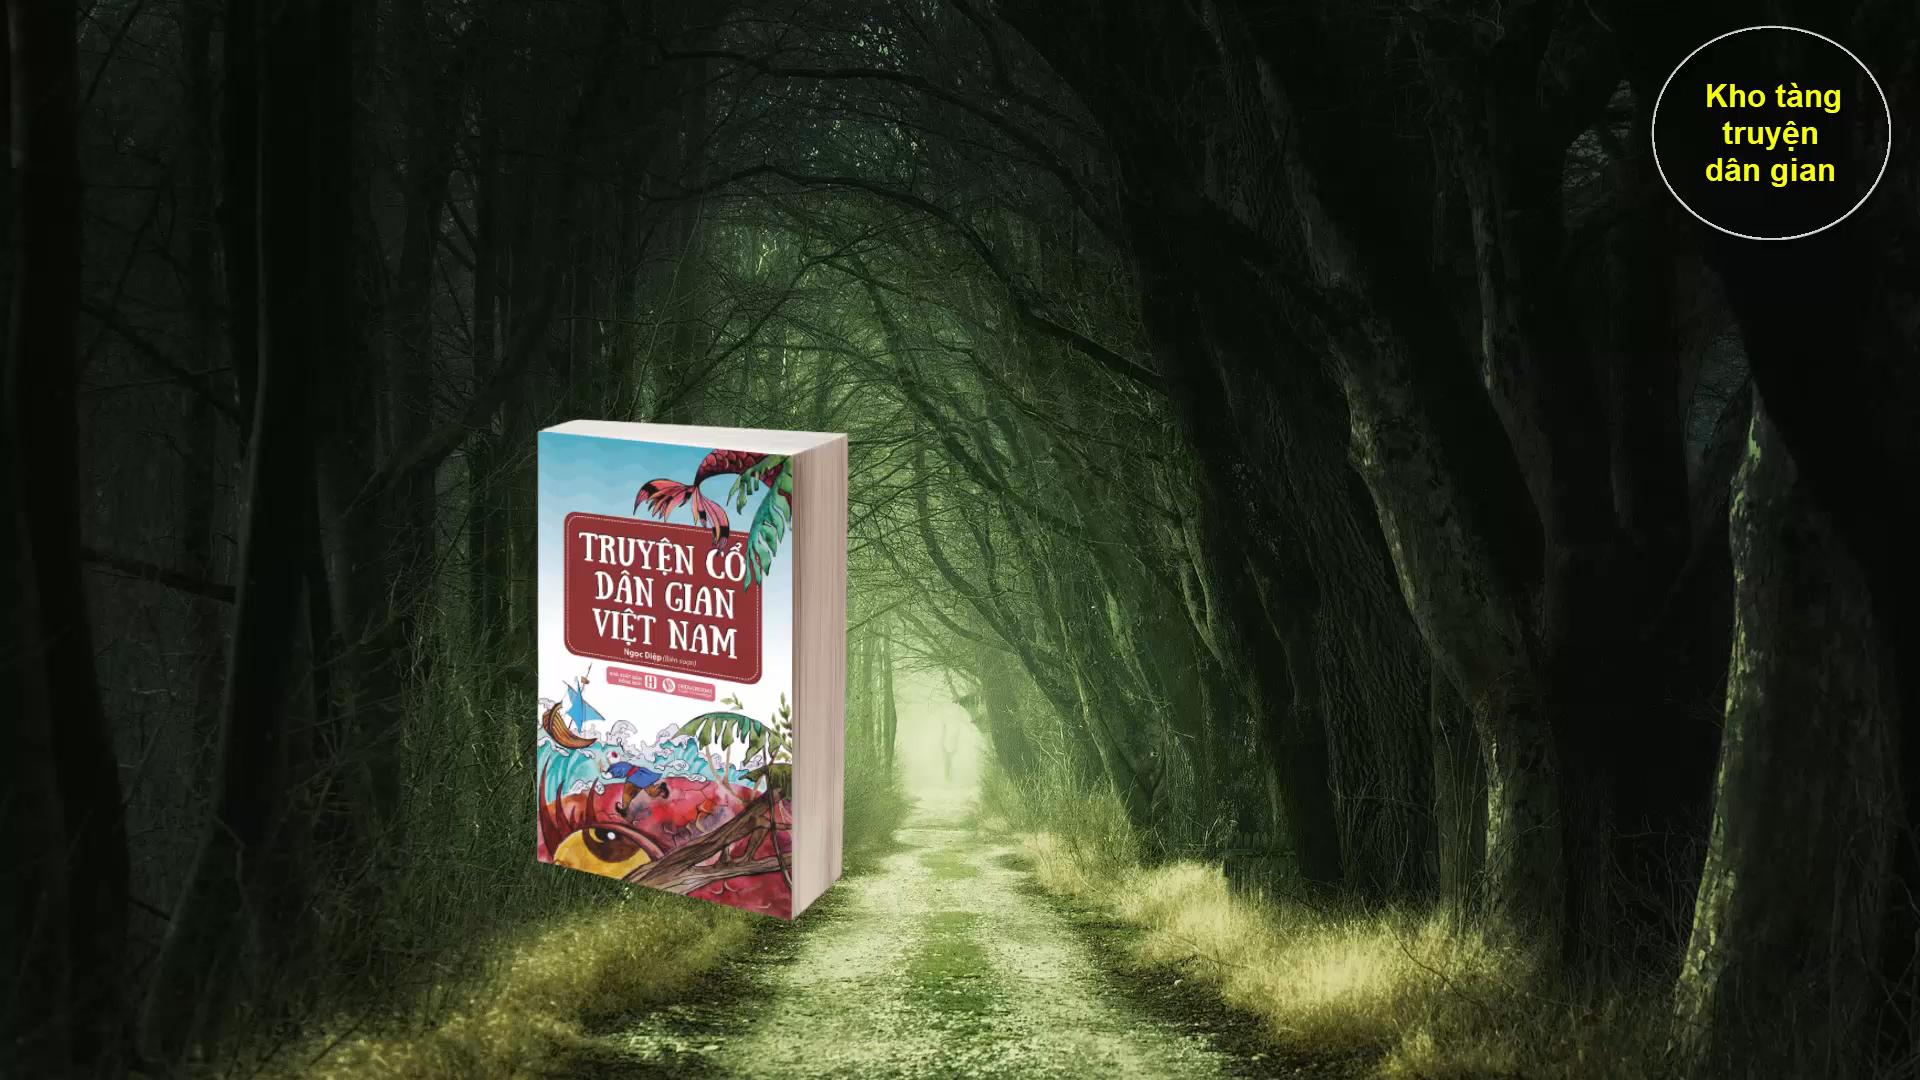 Kho tàng
truyện
dân gian
TRUYỆN CỔ
DÂN GIAN
VIỆT NAM
Ngọc Diệp (Biên soạn)